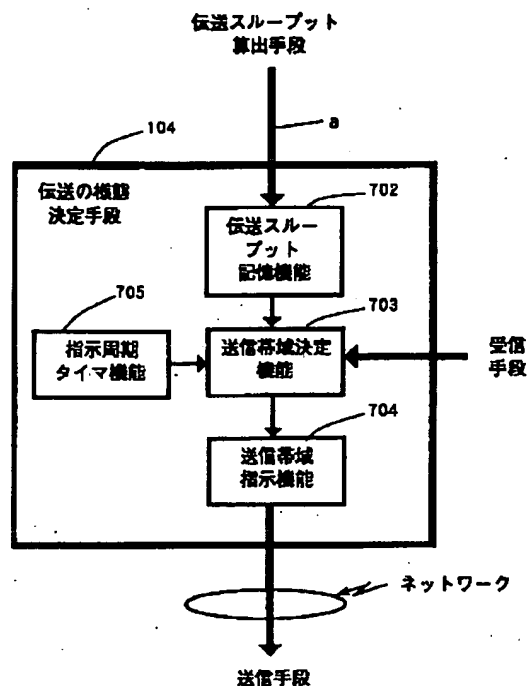 伝送スループット
算出手段
a
104
伝送の様態
決定手段
702
伝送スルー
プット
記憶機能
705
703
指示周期
タイマ機能
送信帯域決定
機能
受信
手段
704
送信帯域
指示機能
ネットワーク
送信手段